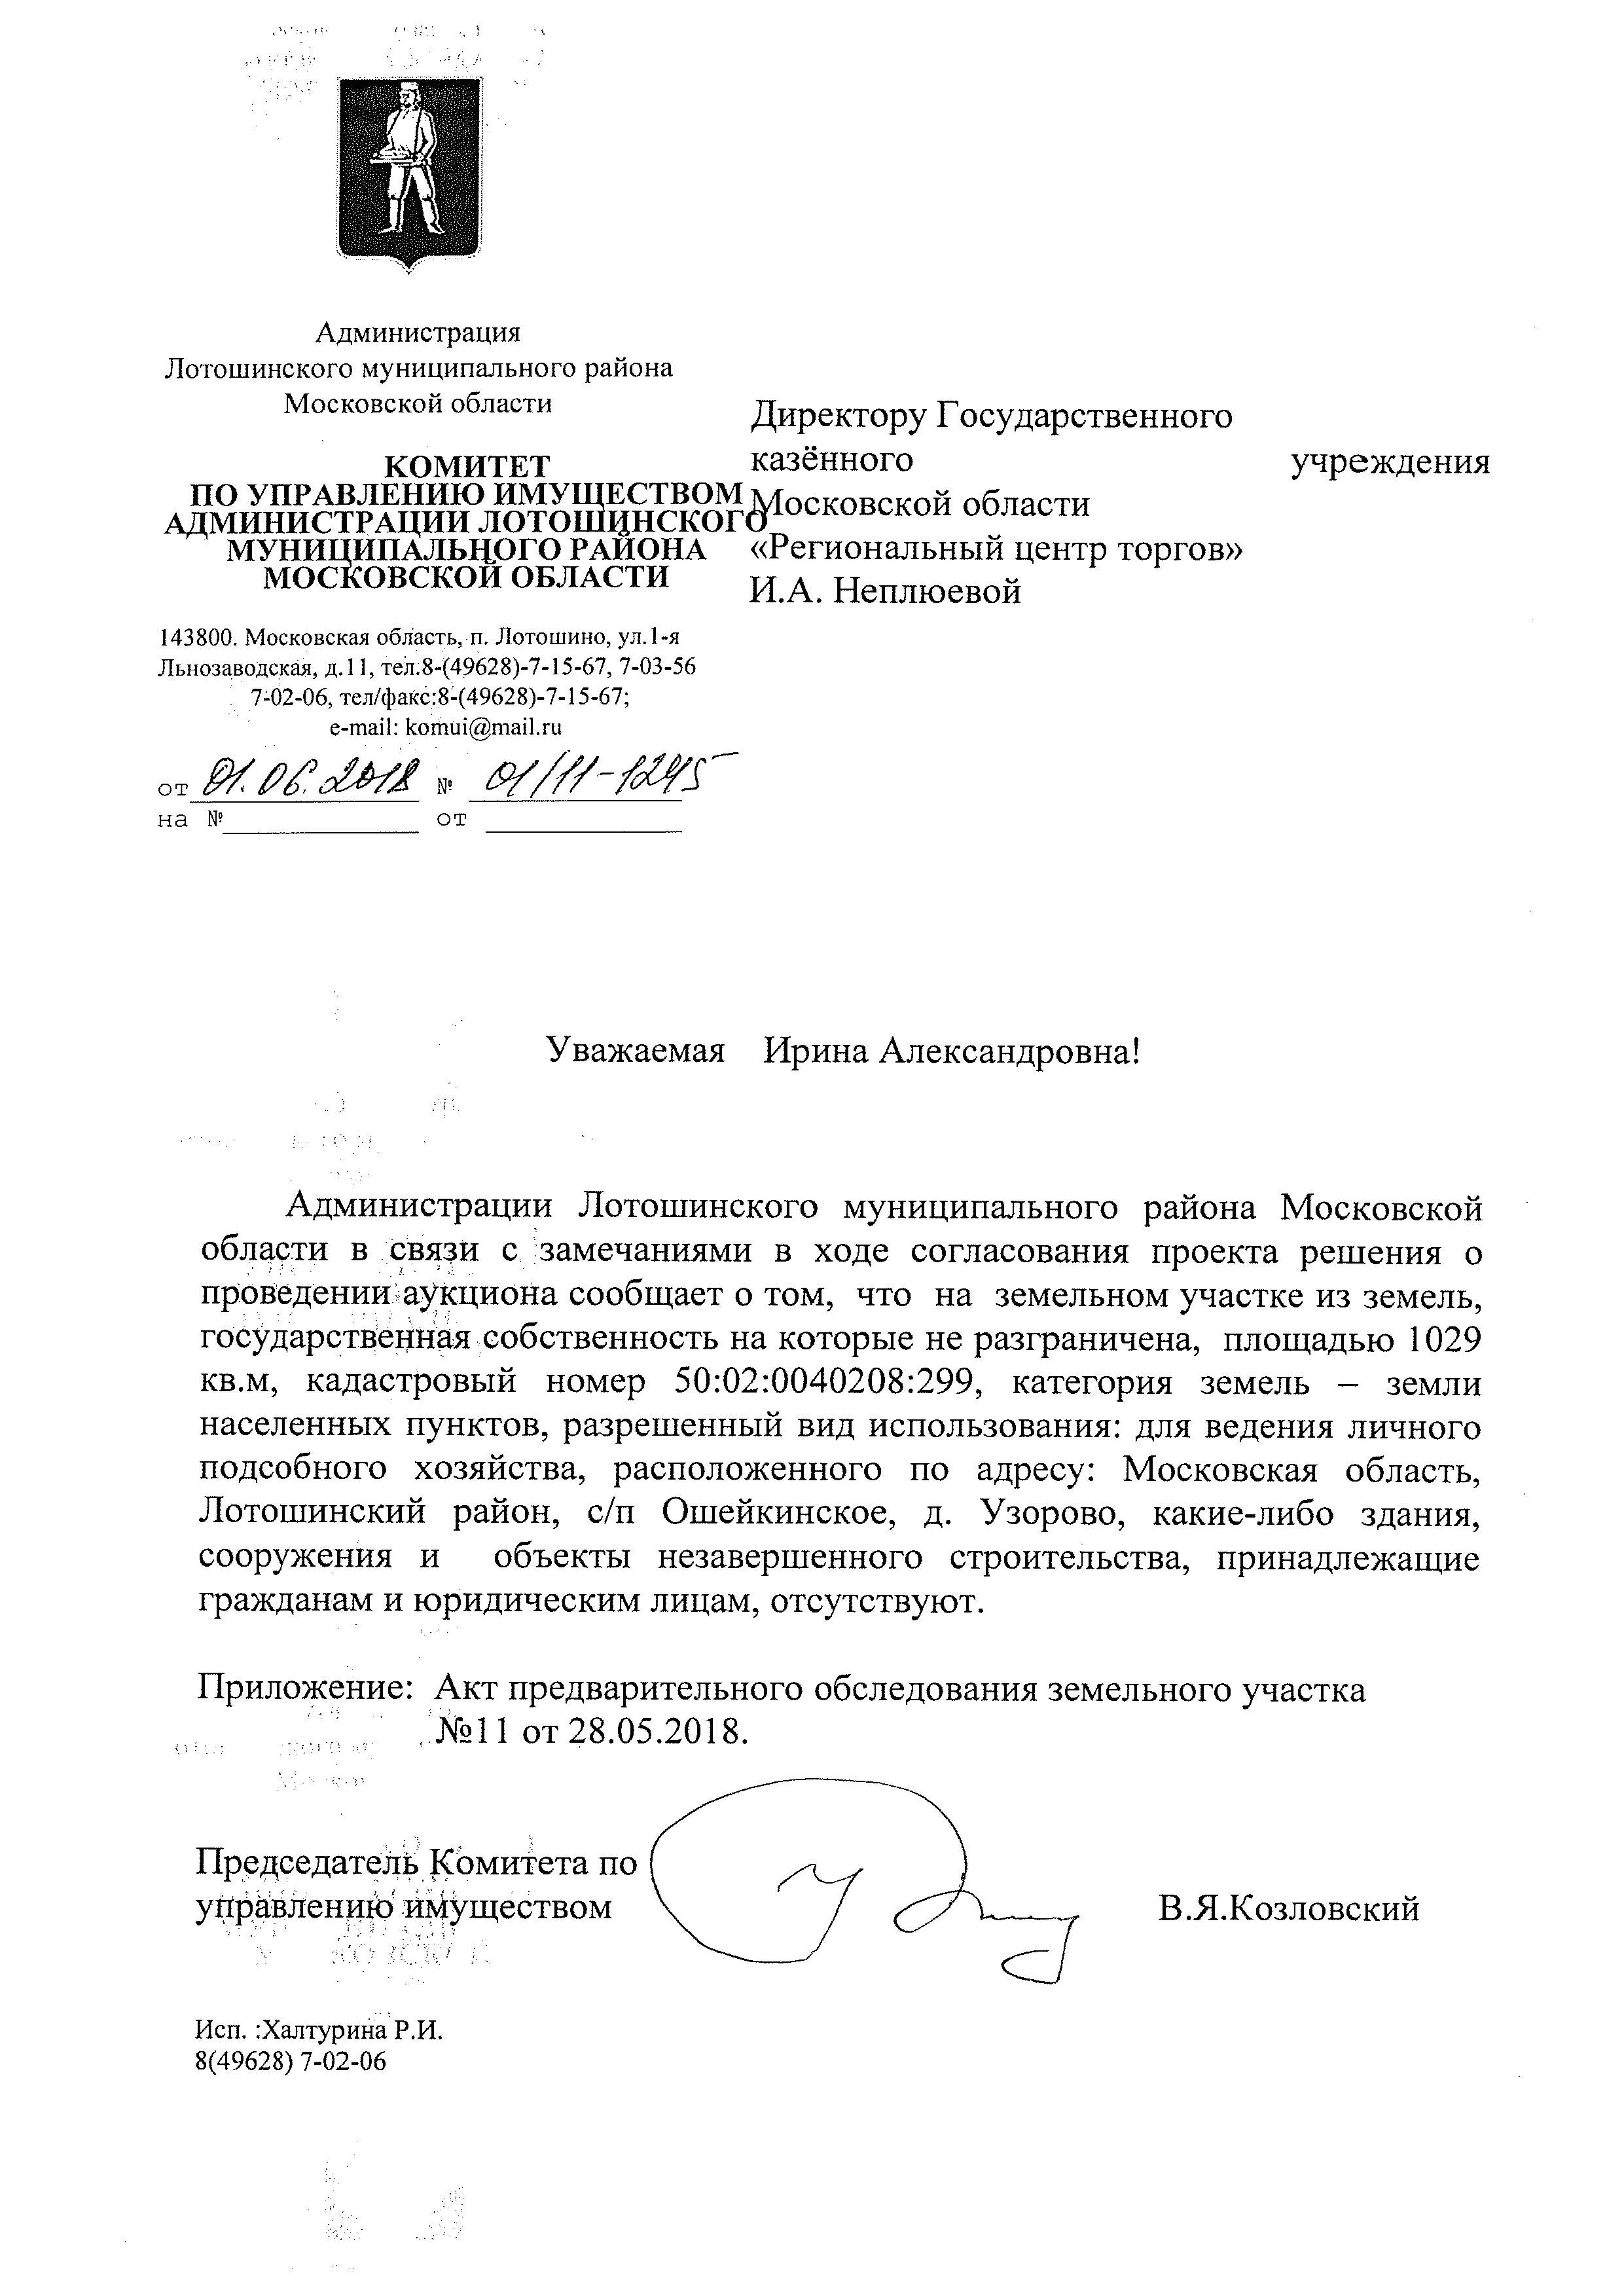 Администрация
Лотошинского муниципального района
Московской области
КОМИТЕТ
ПО УПРАВЛЕНИЮ ИМУЩЕСТВОМ
АДМИНИСТРАЦИИ ЛОТОШИНСКОГО
МУНИЦИПАЛЬНОГО РАЙОНА
МОСКОВСКОЙ ОБЛАСТИ
143800. Московская область, п. Лотошино, ул.1-я
Льнозаводская, д.11, тел.8-(49628)-7-15-67, 7-03-56
7-02-06, тел/факс:8-(49628)-7-15-67;
e-mail: komui@mail.ru
от 01.06.2018 № 01/11-1245
на № от
Директору Государственного
казённого учреждения
Московской области
«Региональный центр торгов»
И.А. Неплюевой
Уважаемая Ирина Александровна!
Администрации Лотошинского муниципального района Московской
области в связи с замечаниями в ходе согласования проекта решения о
проведении аукциона сообщает о том, что на земельном участке из земель,
государственная собственность на которые не разграничена, площадью 1029
кв.м, кадастровый номер 50:02:0040208:299, категория земель – земли
населенных пунктов, разрешенный вид использования: для ведения личного
подсобного хозяйства, расположенного по адресу: Московская область,
Лотошинский район, с/п Ошейкинское, д. Узорово, какие-либо здания,
сооружения и объекты незавершенного строительства, принадлежащие
гражданам и юридическим лицам, отсутствуют.
Приложение: Акт предварительного обследования земельного участка
№11 от 28.05.2018.
Председатель Комитета по
управлению имуществом В.Я.Козловский
Исп. :Халтурина Р.И.
8(49628) 7-02-06